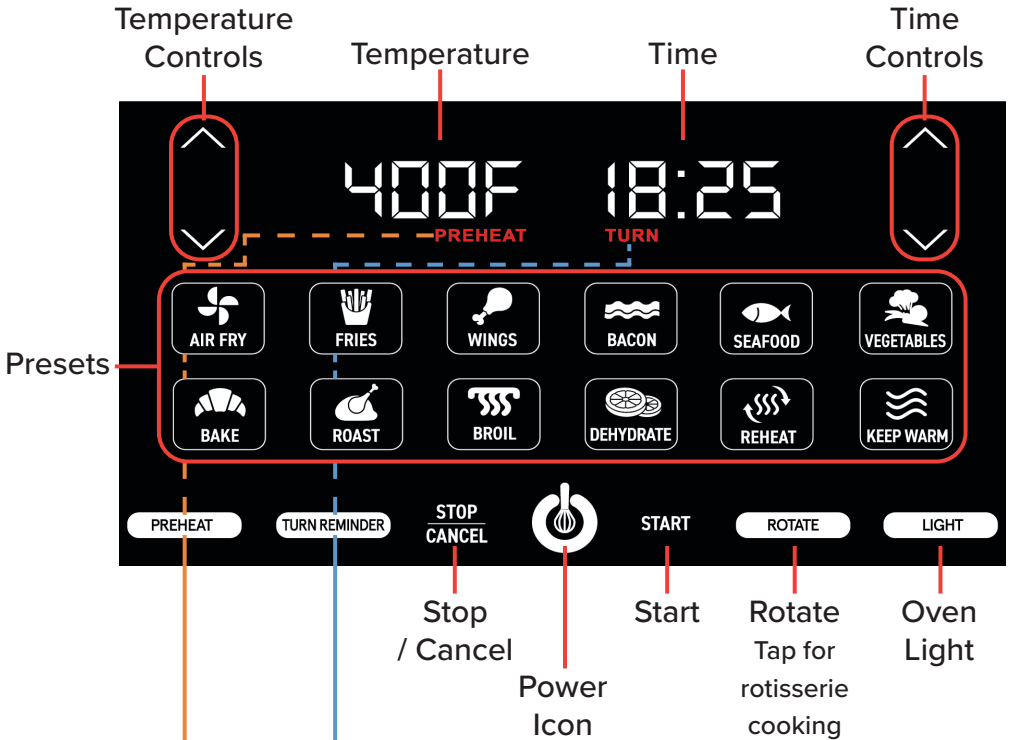 Temperature
Controls
Temperature
Time
Time
Controls
400F
18:25
PREHEAT
TURN
Presets
AIR FRY
FRIES
WINGS
BACON
SEAFOOD
VEGETABLES
BAKE
ROAST
BROIL
DEHYDRATE
REHEAT
KEEP WARM
PREHEAT
TURN REMINDER
STOP
CANCEL
START
ROTATE
LIGHT
Stop
/ Cancel
Power
Icon
Start
Rotate
Tap for
rotisserie
cooking
Oven
Light